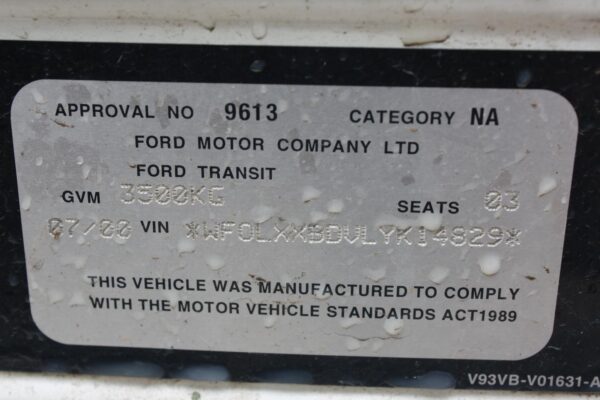 APPROVAL NO 9613 CATEGORY NA
FORD MOTOR COMPANY LTD
FORD TRANSIT
GVM 3500KG SEATS 03
07/00 VIN *WF0LXXBDVLYK14829*
THIS VEHICLE WAS MANUFACTURED TO COMPLY
WITH THE MOTOR VEHICLE STANDARDS ACT1989
V93VB-V01631-A